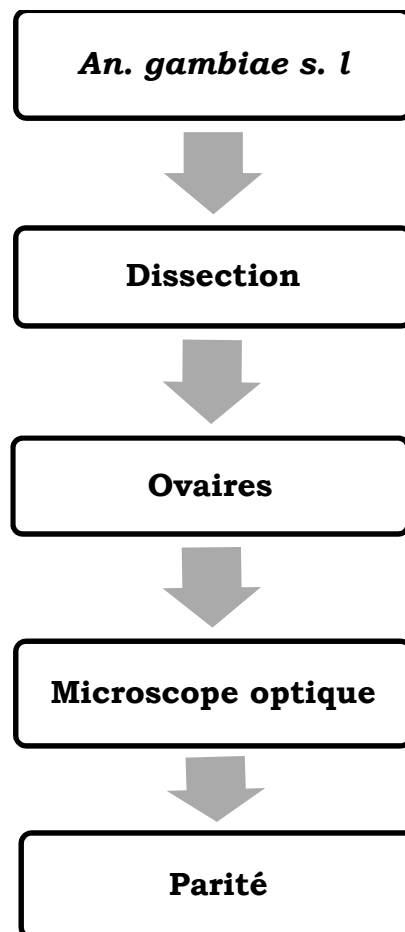 An. gambiae s. l
Dissection
Ovaires
Microscope optique
Parité